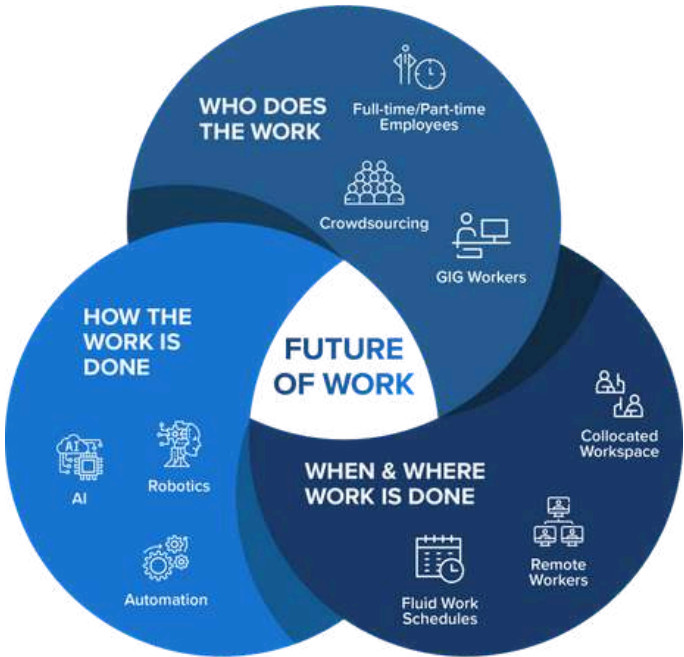 WHO DOES
THE WORK
Full-time/Part-time
Employees
Crowdsourcing
GIG Workers
HOW THE
WORK IS
DONE
AI
AI
Robotics
Automation
FUTURE
OF WORK
WHEN & WHERE
WORK IS DONE
Collocated
Workspace
Remote
Workers
Fluid Work
Schedules